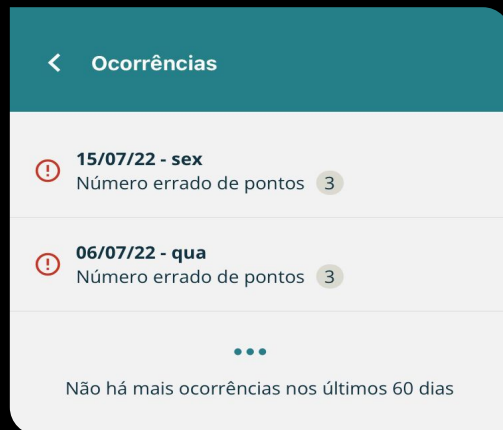 Ocorrências
15/07/22 - sex
Número errado de pontos 3
06/07/22 - qua
Número errado de pontos 3
Não há mais ocorrências nos últimos 60 dias